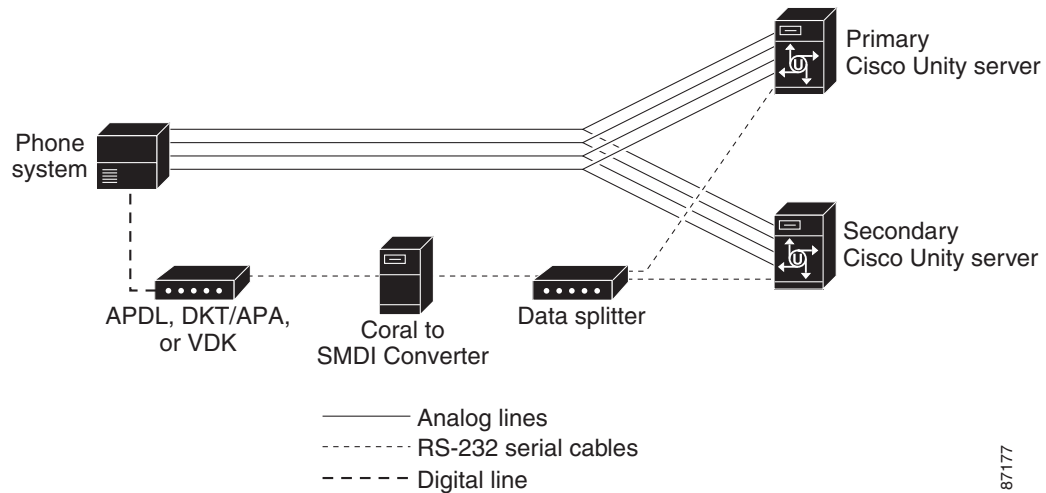 Primary
Cisco Unity server
Phone
system
Secondary
Cisco Unity server
APDL, DKT/APA,
or VDK
Coral to
SMDI Converter
Data splitter
Analog lines
RS-232 serial cables
Digital line
87177
U
U